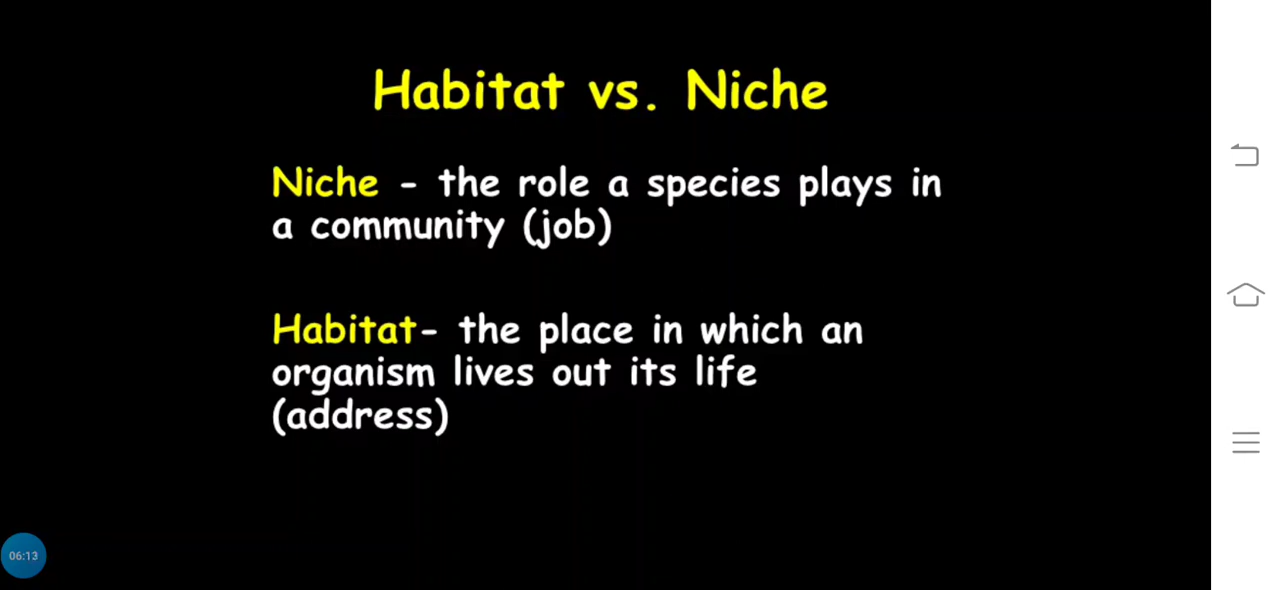 Habitat vs. Niche
Niche - the role a species plays in
a community (job)
Habitat- the place in which an
organism lives out its life
(address)
06:13